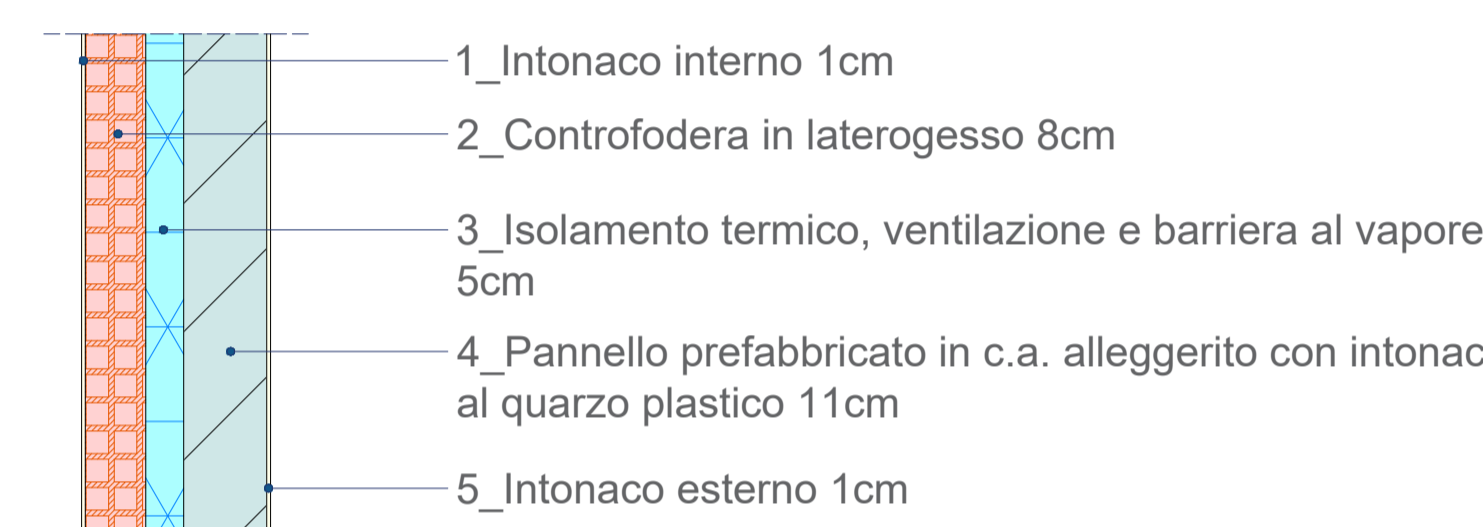 1_Intonaco interno 1cm
2_Controfodera in laterogesso 8cm
3_Isolamento termico, ventilazione e barriera al vapore
5cm
4_Pannello prefabbricato in c.a. alleggerito con intonac
al quarzo plastico 11cm
5_Intonaco esterno 1cm